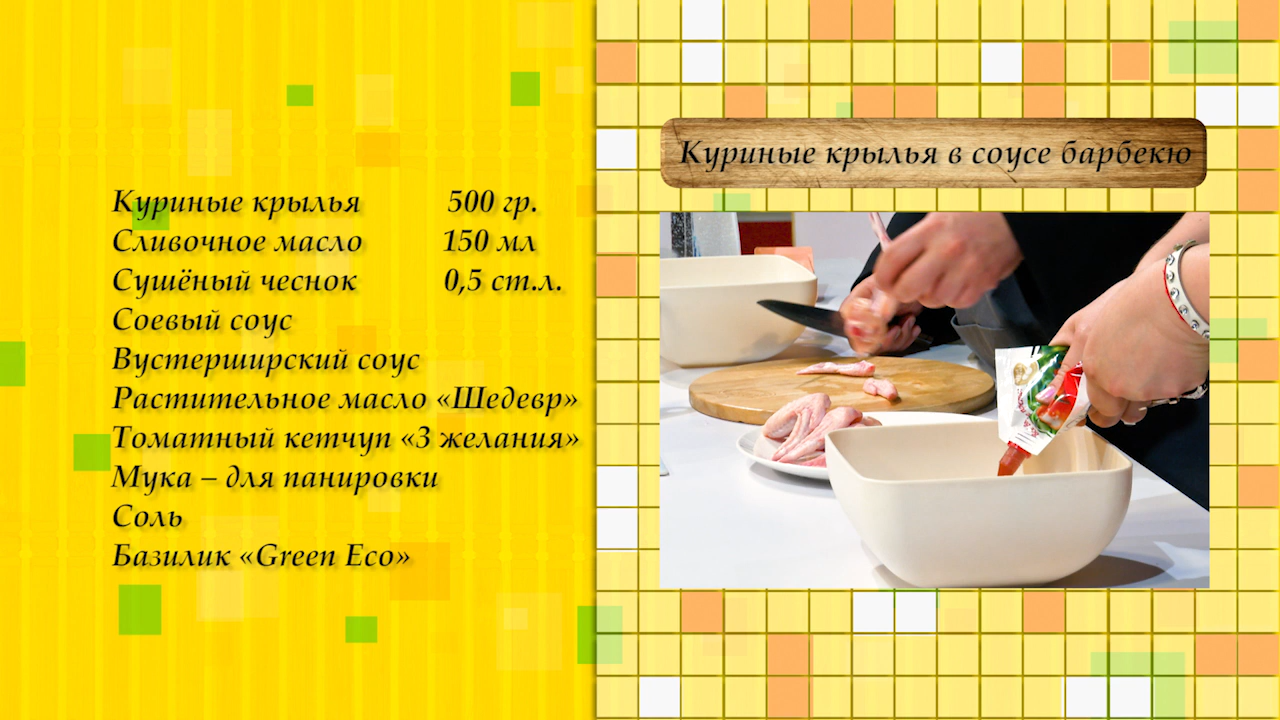 Куриные крылья в соусе барбекю
Куриные крылья 500 гр.
Сливочное масло 150 мл
Сушёный чеснок 0,5 ст.л.
Соевый соус
Вустерширский соус
Растительное масло «Шедевр»
Томатный кетчуп «3 желания»
Мука – для панировки
Соль
Базилик «Green Eco»